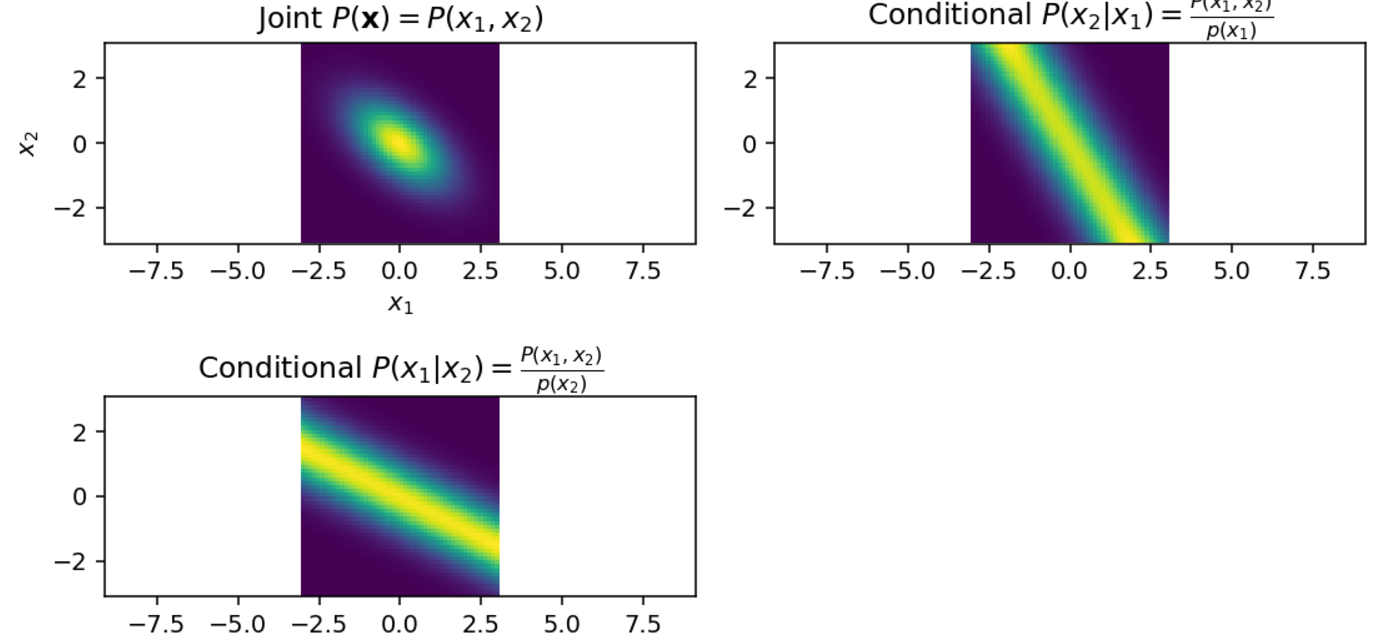 Joint P(x) = P(x₁, x₂)
Conditional P(x₂|x₁) = P(x₁, x₂)/p(x₁)
x₂
2
0
−2
−7.5 −5.0 −2.5 0.0 2.5 5.0 7.5
x₁
2
0
−2
−7.5 −5.0 −2.5 0.0 2.5 5.0 7.5
Conditional P(x₁|x₂) = P(x₁, x₂)/p(x₂)
2
0
−2
−7.5 −5.0 −2.5 0.0 2.5 5.0 7.5